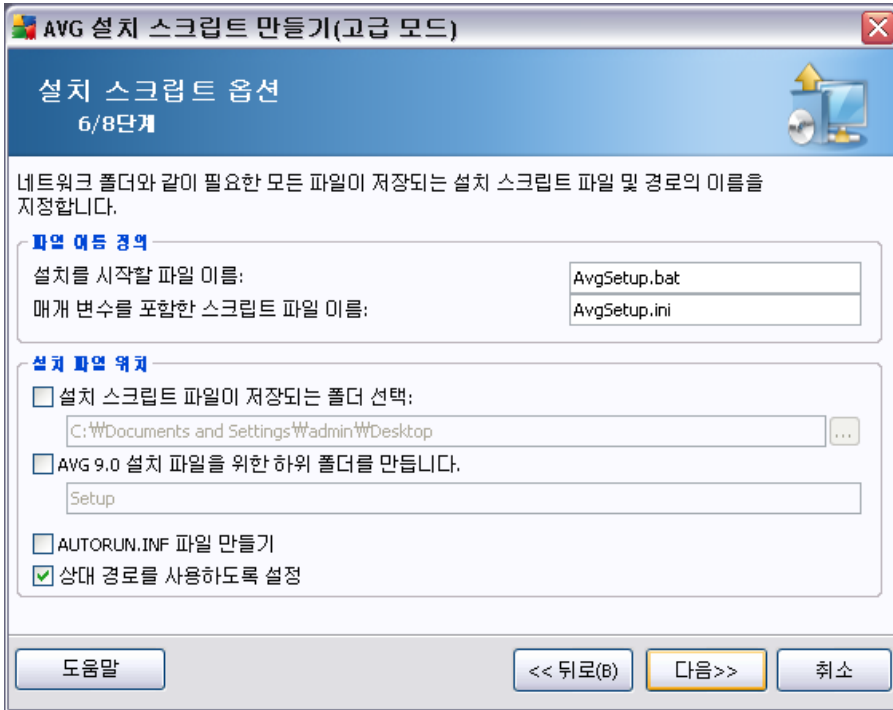 AVG 설치 스크립트 만들기(고급 모드)
설치 스크립트 옵션
6/8단계
네트워크 폴더와 같이 필요한 모든 파일이 저장되는 설치 스크립트 파일 및 경로의 이름을
지정합니다.
파일 이름 정의
설치를 시작할 파일 이름:
AvgSetup.bat
매개 변수를 포함한 스크립트 파일 이름:
AvgSetup.ini
설치 파일 위치
설치 스크립트 파일이 저장되는 폴더 선택:
C:₩Documents and Settings₩admin₩Desktop
...
AVG 9.0 설치 파일을 위한 하위 폴더를 만듭니다.
Setup
AUTORUN.INF 파일 만들기
상대 경로를 사용하도록 설정
도움말
<< 뒤로(B)
다음>>
취소